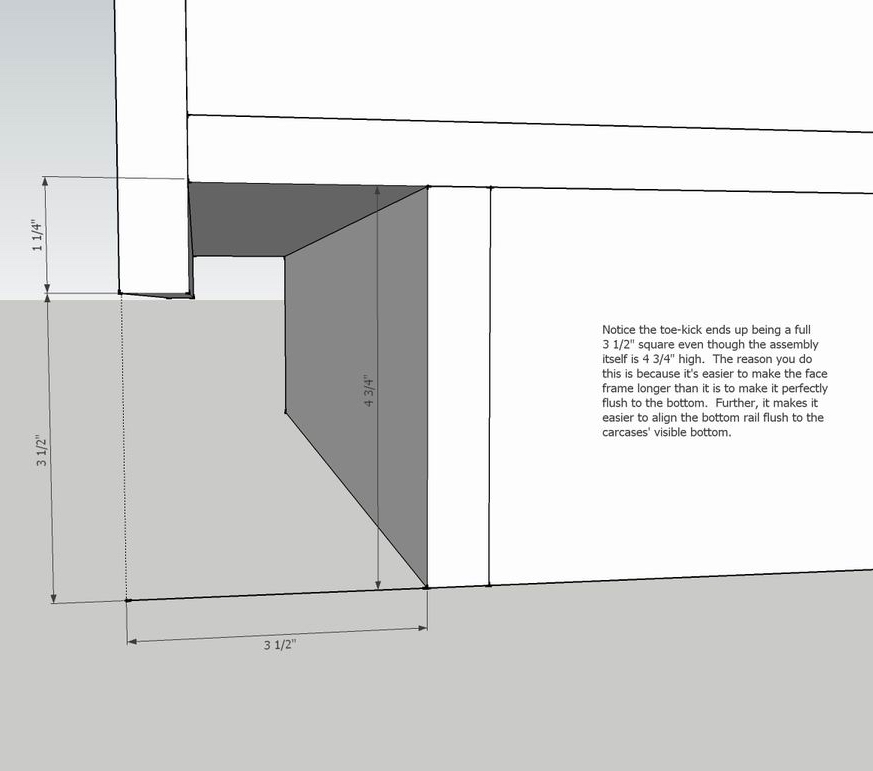 1 1/4"
4 3/4"
3 1/2"
3 1/2"
Notice the toe-kick ends up being a full
3 1/2" square even though the assembly
itself is 4 3/4" high.  The reason you do
this is because it's easier to make the face
frame longer than it is to make it perfectly
flush to the bottom.  Further, it makes it
easier to align the bottom rail flush to the
carcases' visible bottom.